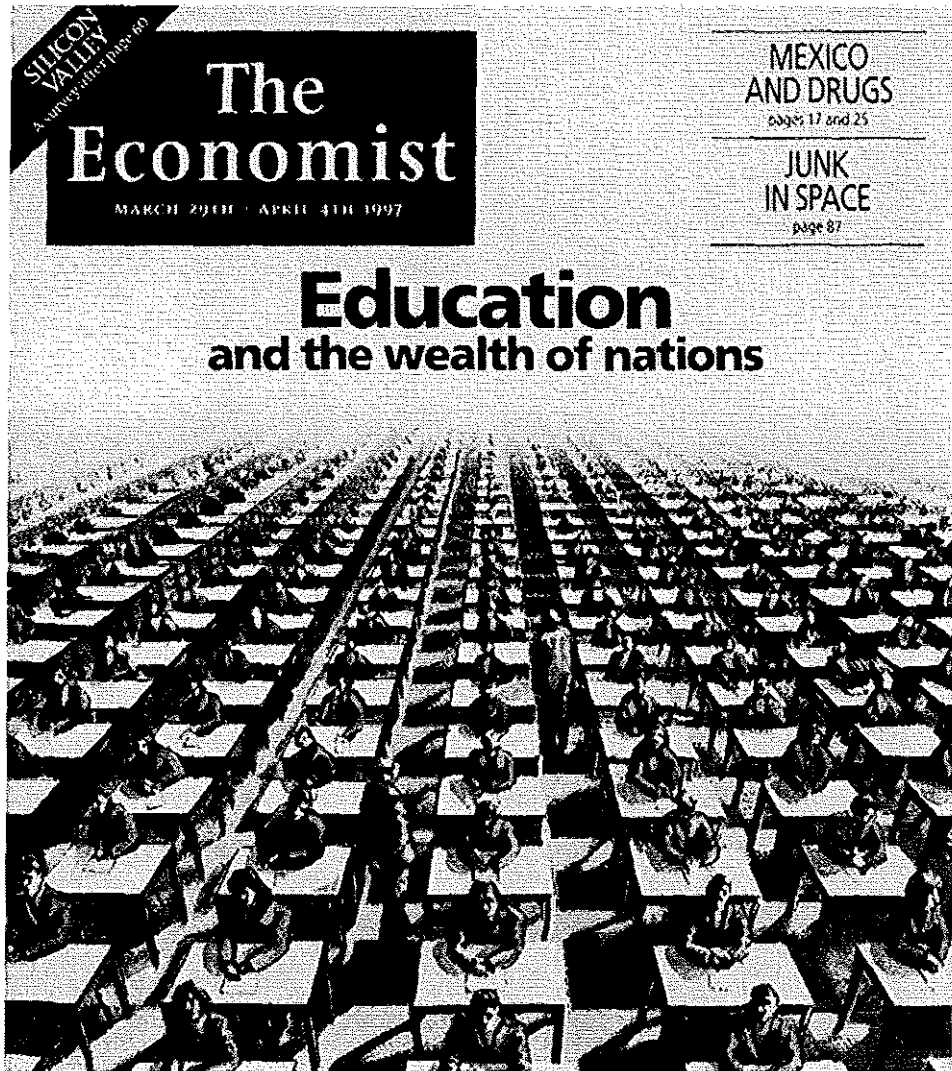 SILICON
VALLEY
A survey after page 60
The
Economist
MARCH 29TH - APRIL 4TH 1997
MEXICO
AND DRUGS
pages 17 and 25
JUNK
IN SPACE
page 87
Education
and the wealth of nations